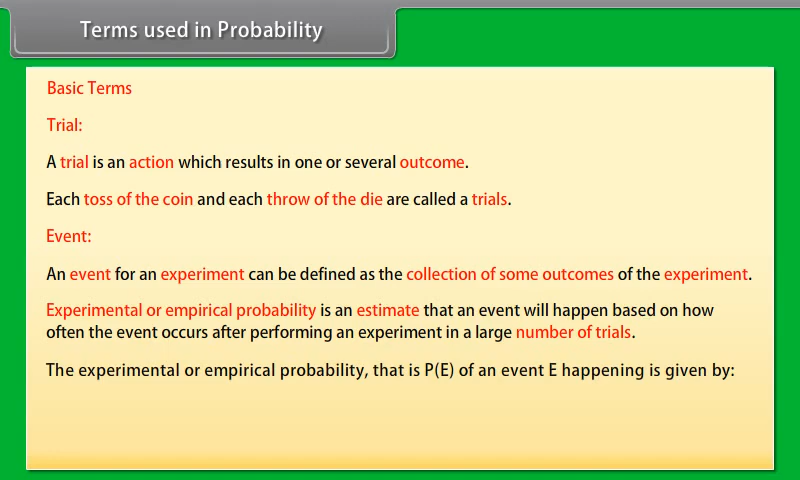 Terms used in Probability
Basic Terms
Trial:
A trial is an action which results in one or several outcome.
Each toss of the coin and each throw of the die are called a trials.
Event:
An event for an experiment can be defined as the collection of some outcomes of the experiment.
Experimental or empirical probability is an estimate that an event will happen based on how
often the event occurs after performing an experiment in a large number of trials.
The experimental or empirical probability, that is P(E) of an event E happening is given by: